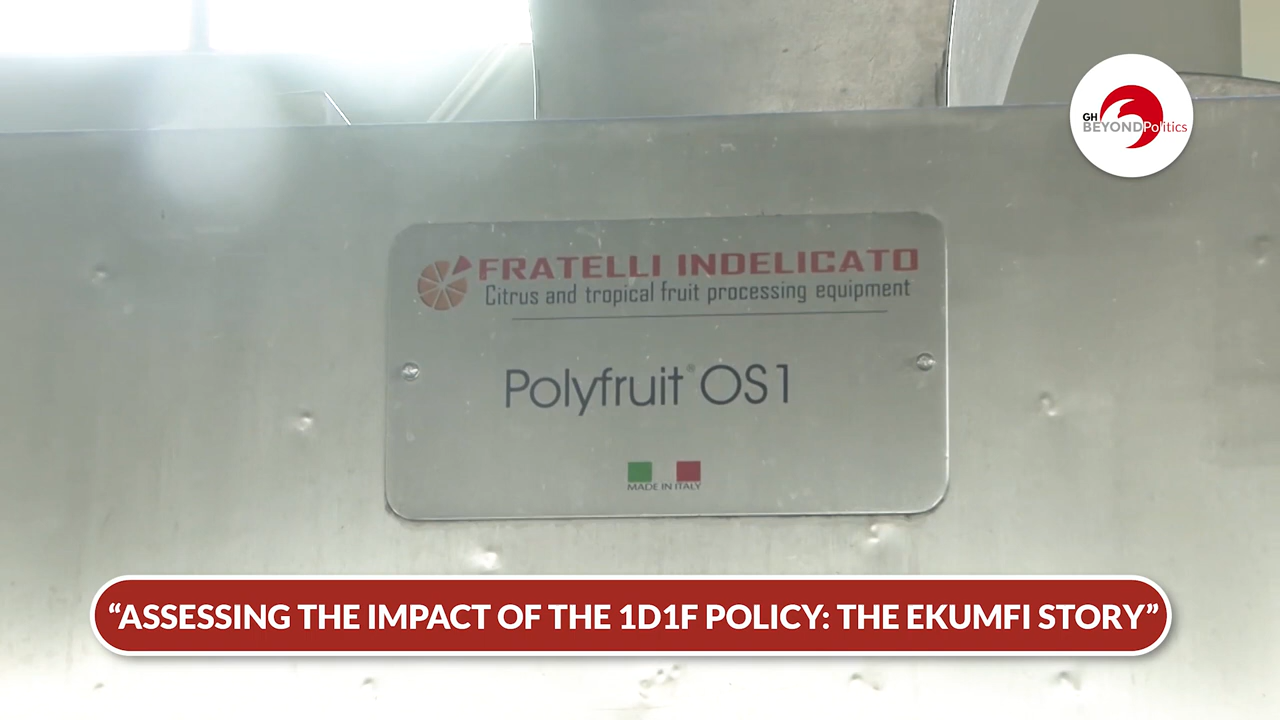 GH
BEYONDPolitics
FRATELLI INDELICATO
Citrus and tropical fruit processing equipment
Polyfruit® OS1
MADE IN ITALY
“ASSESSING THE IMPACT OF THE 1D1F POLICY: THE EKUMFI STORY”